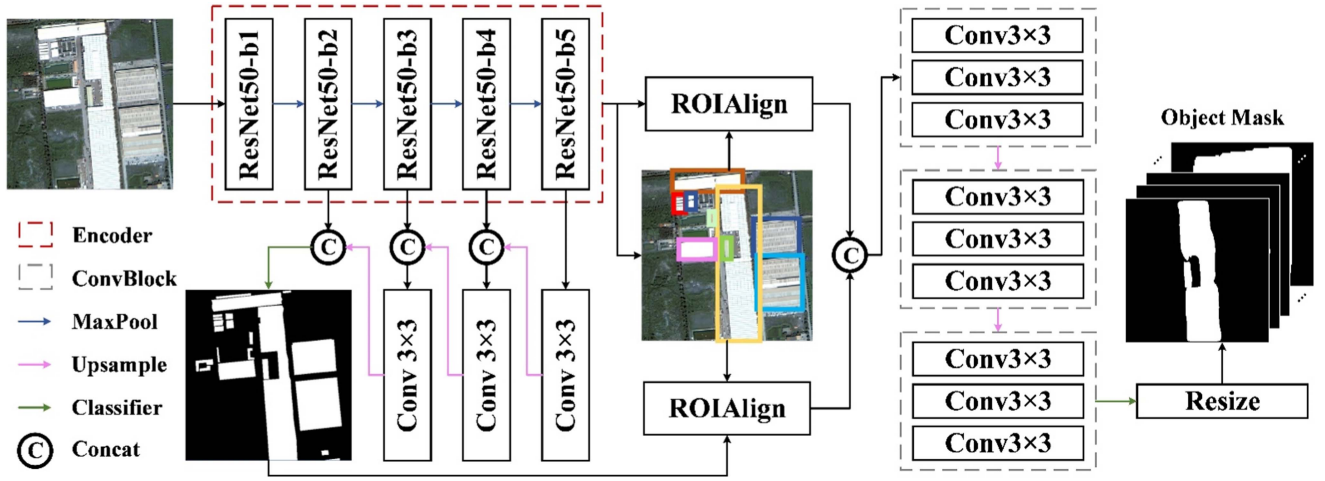 ResNet50-b1
ResNet50-b2
ResNet50-b3
ResNet50-b4
ResNet50-b5
Encoder
ConvBlock
MaxPool
Upsample
Classifier
C Concat
C
C
C
Conv 3×3
Conv 3×3
Conv 3×3
ROIAlign
ROIAlign
C
Conv3×3
Conv3×3
Conv3×3
Conv3×3
Conv3×3
Conv3×3
Conv3×3
Conv3×3
Conv3×3
Object Mask
Resize